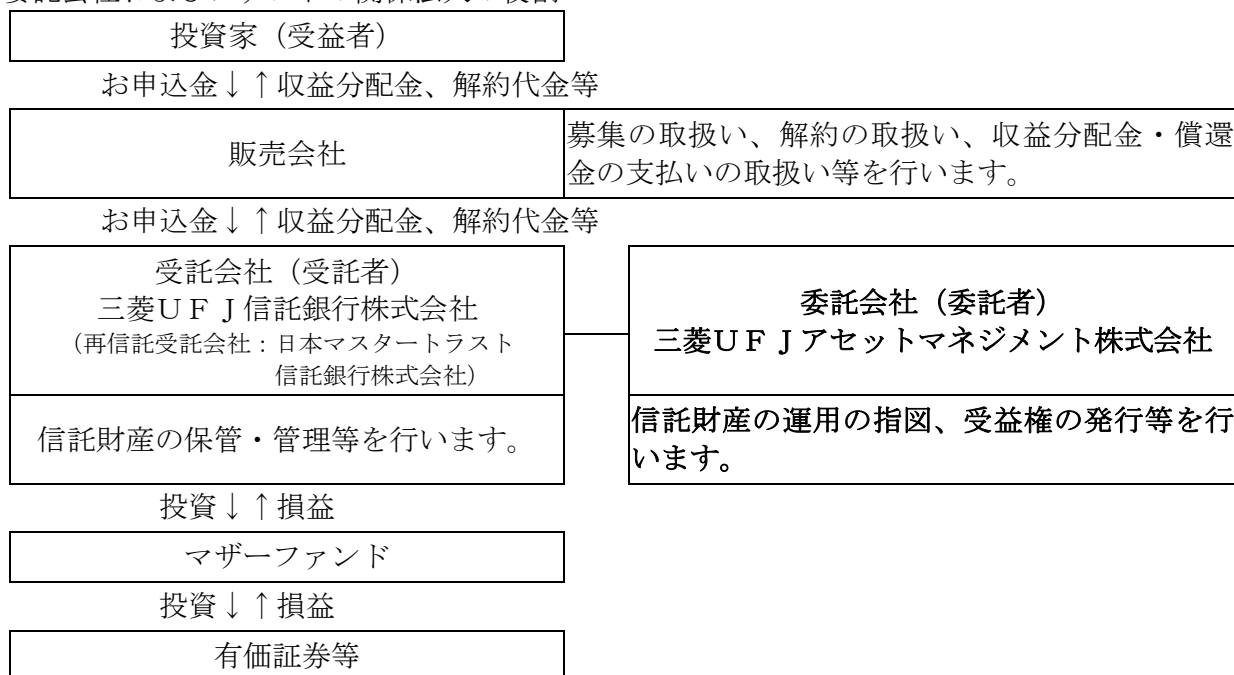 投資家（受益者）
お申込金↓↑収益分配金、解約代金等
販売会社
募集の取扱い、解約の取扱い、収益分配金・償還
金の支払いの取扱い等を行います。
お申込金↓↑収益分配金、解約代金等
受託会社（受託者）
三菱ＵＦＪ信託銀行株式会社
（再信託受託会社：日本マスタートラスト
信託銀行株式会社）
委託会社（委託者）
三菱ＵＦＪアセットマネジメント株式会社
信託財産の保管・管理等を行います。
信託財産の運用の指図、受益権の発行等を行
います。
投資↓↑損益
マザーファンド
投資↓↑損益
有価証券等